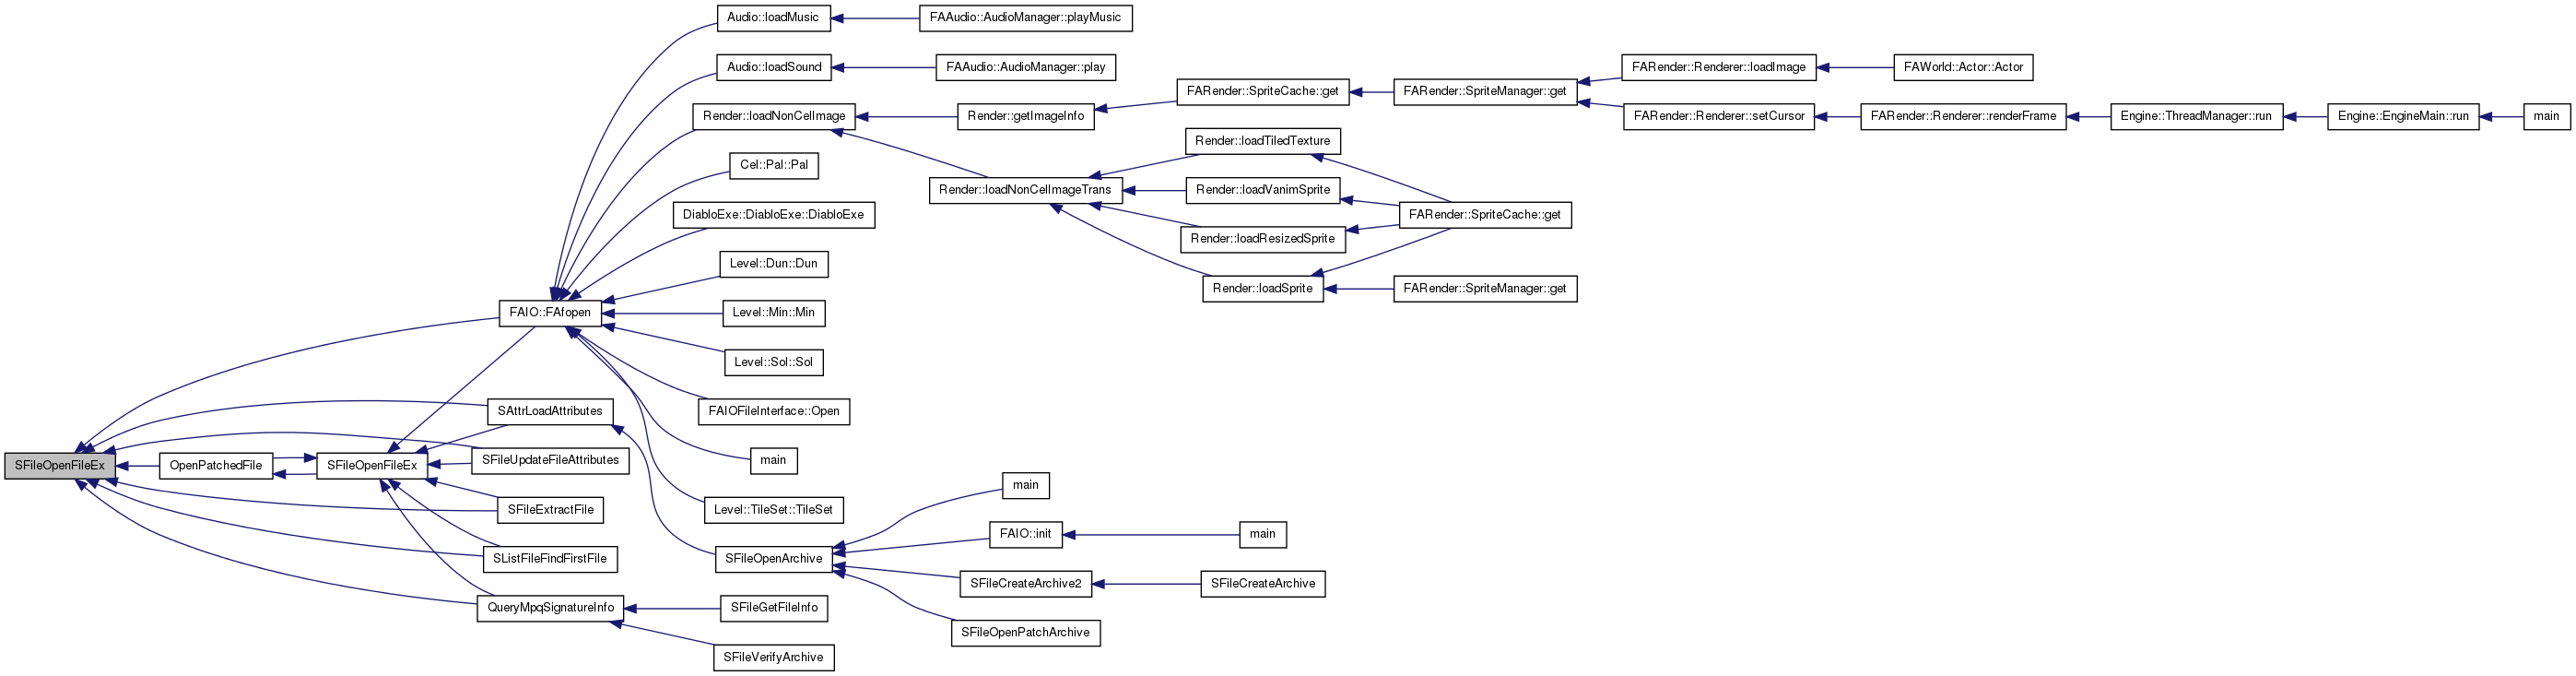 Audio::loadMusic
FAAudio::AudioManager::playMusic
Audio::loadSound
FAAudio::AudioManager::play
FARender::Renderer::loadImage
FAWorld::Actor::Actor
FARender::SpriteCache::get
FARender::SpriteManager::get
Render::loadNonCelImage
Render::getImageInfo
FARender::Renderer::setCursor
FARender::Renderer::renderFrame
Engine::ThreadManager::run
Engine::EngineMain::run
main
Render::loadTiledTexture
Cel::Pal::Pal
Render::loadNonCelImageTrans
Render::loadVanimSprite
DiabloExe::DiabloExe::DiabloExe
FARender::SpriteCache::get
Render::loadResizedSprite
Level::Dun::Dun
Render::loadSprite
FARender::SpriteManager::get
FAIO::FAfopen
Level::Min::Min
Level::Sol::Sol
SAttrLoadAttributes
FAIOFileInterface::Open
SFileOpenFileEx
OpenPatchedFile
SFileOpenFileEx
SFileUpdateFileAttributes
main
main
SFileExtractFile
Level::TileSet::TileSet
FAIO::init
main
SListFileFindFirstFile
SFileOpenArchive
SFileCreateArchive2
SFileCreateArchive
QueryMpqSignatureInfo
SFileGetFileInfo
SFileOpenPatchArchive
SFileVerifyArchive